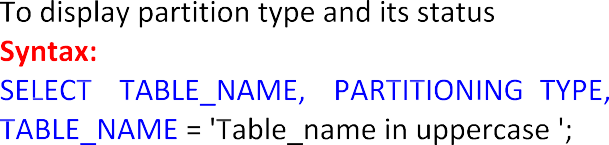 To display partition type and its status
Syntax:
SELECT TABLE_NAME, PARTITIONING TYPE,
TABLE_NAME = 'Table_name in uppercase ';